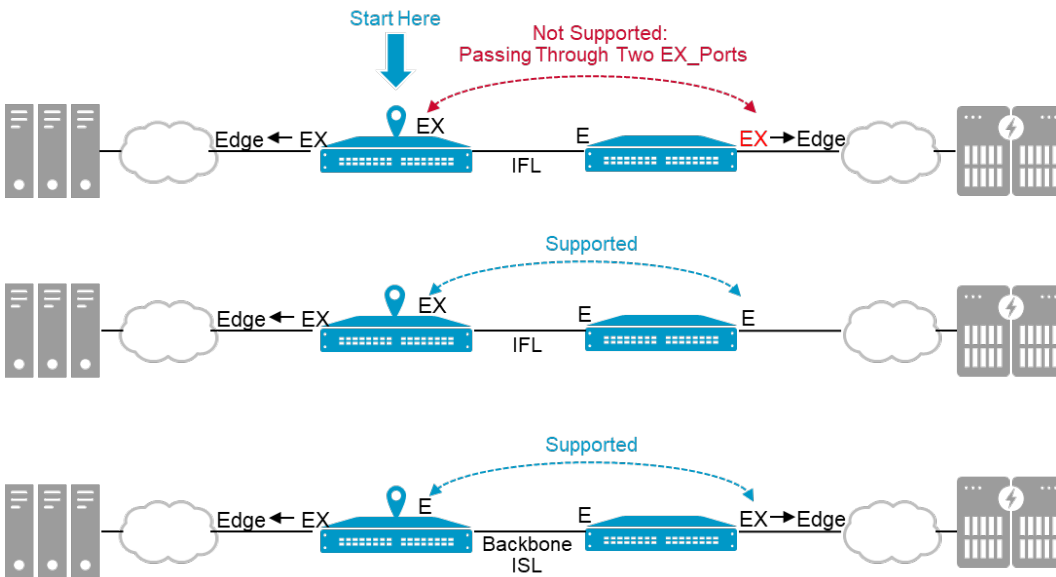 Start Here
Not Supported:
Passing Through Two EX_Ports
Edge EX EX E EX Edge
IFL
Supported
Edge EX EX E E
IFL
Supported
Edge EX E E EX Edge
Backbone
ISL